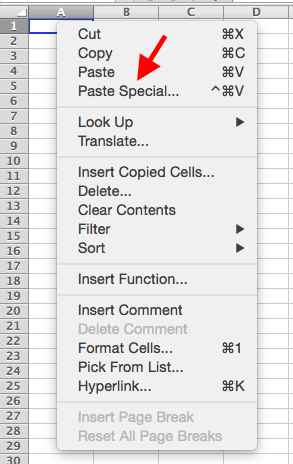 A B C D
1
2
3
4
5
6
7
8
9
10
11
12
13
14
15
16
17
18
19
20
21
22
23
24
25
26
27
28
29
30
Cut ⌘X
Copy ⌘C
Paste ⌘V
Paste Special... ^⌘V
Look Up
Translate...
Insert Copied Cells...
Delete...
Clear Contents
Filter
Sort
Insert Function...
Insert Comment
Delete Comment
Format Cells... ⌘1
Pick From List...
Hyperlink... ⌘K
Insert Page Break
Reset All Page Breaks